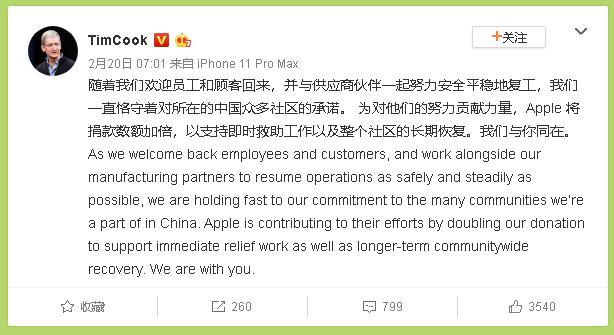 TimCook
+关注
2月20日 07:01 来自 iPhone 11 Pro Max
随着我们欢迎员工和顾客回来，并与供应商伙伴一起努力安全平稳地复工，我们
一直恪守着对所在的中国众多社区的承诺。 为对他们的努力贡献力量，Apple 将
捐款数额加倍，以支持即时救助工作以及整个社区的长期恢复。我们与你同在。
As we welcome back employees and customers, and work alongside our
manufacturing partners to resume operations as safely and steadily as
possible, we are holding fast to our commitment to the many communities we're
a part of in China. Apple is contributing to their efforts by doubling our donation
to support immediate relief work as well as longer-term communitywide
recovery. We are with you.
收藏 260 799 3540